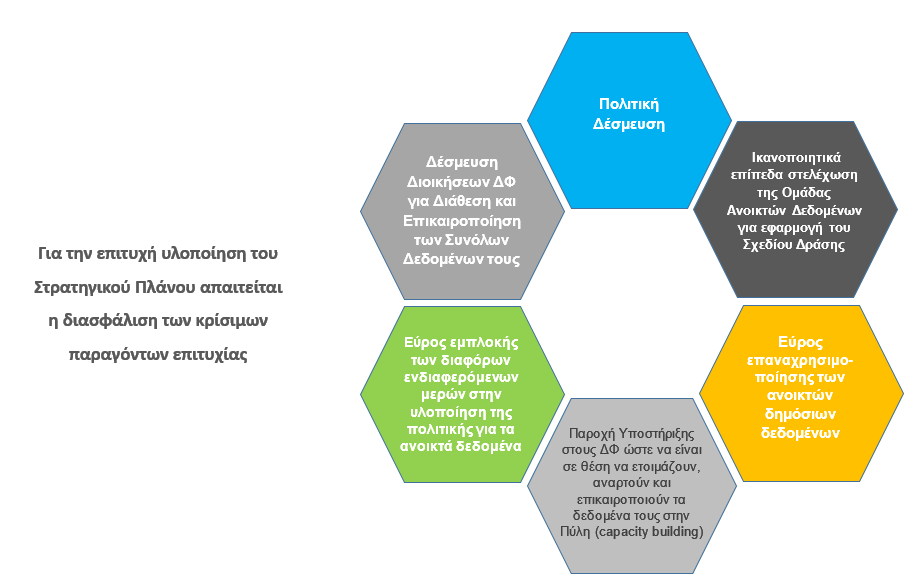 Για την επιτυχή υλοποίηση του
Στρατηγικού Πλάνου απαιτείται
η διασφάλιση των κρίσιμων
παραγόντων επιτυχίας
Πολιτική
Δέσμευση
Ικανοποιητικά
επίπεδα στελέχωση
της Ομάδας
Ανοικτών Δεδομένων
για εφαρμογή του
Σχεδίου Δράσης
Εύρος
επαναχρησιμο-
ποίησης των
ανοικτών
δημόσιων
δεδομένων
Παροχή Υποστήριξης
στους ΔΦ ώστε να είναι
σε θέση να ετοιμάζουν,
αναρτούν και
επικαιροποιούν τα
δεδομένα τους στην
Πύλη (capacity building)
Εύρος εμπλοκής
των διαφόρων
ενδιαφερόμενων
μερών στην
υλοποίηση της
πολιτικής για τα
ανοικτά δεδομένα
Δέσμευση
Διοικήσεων ΔΦ
για Διάθεση και
Επικαιροποίηση
των Συνόλων
Δεδομένων τους